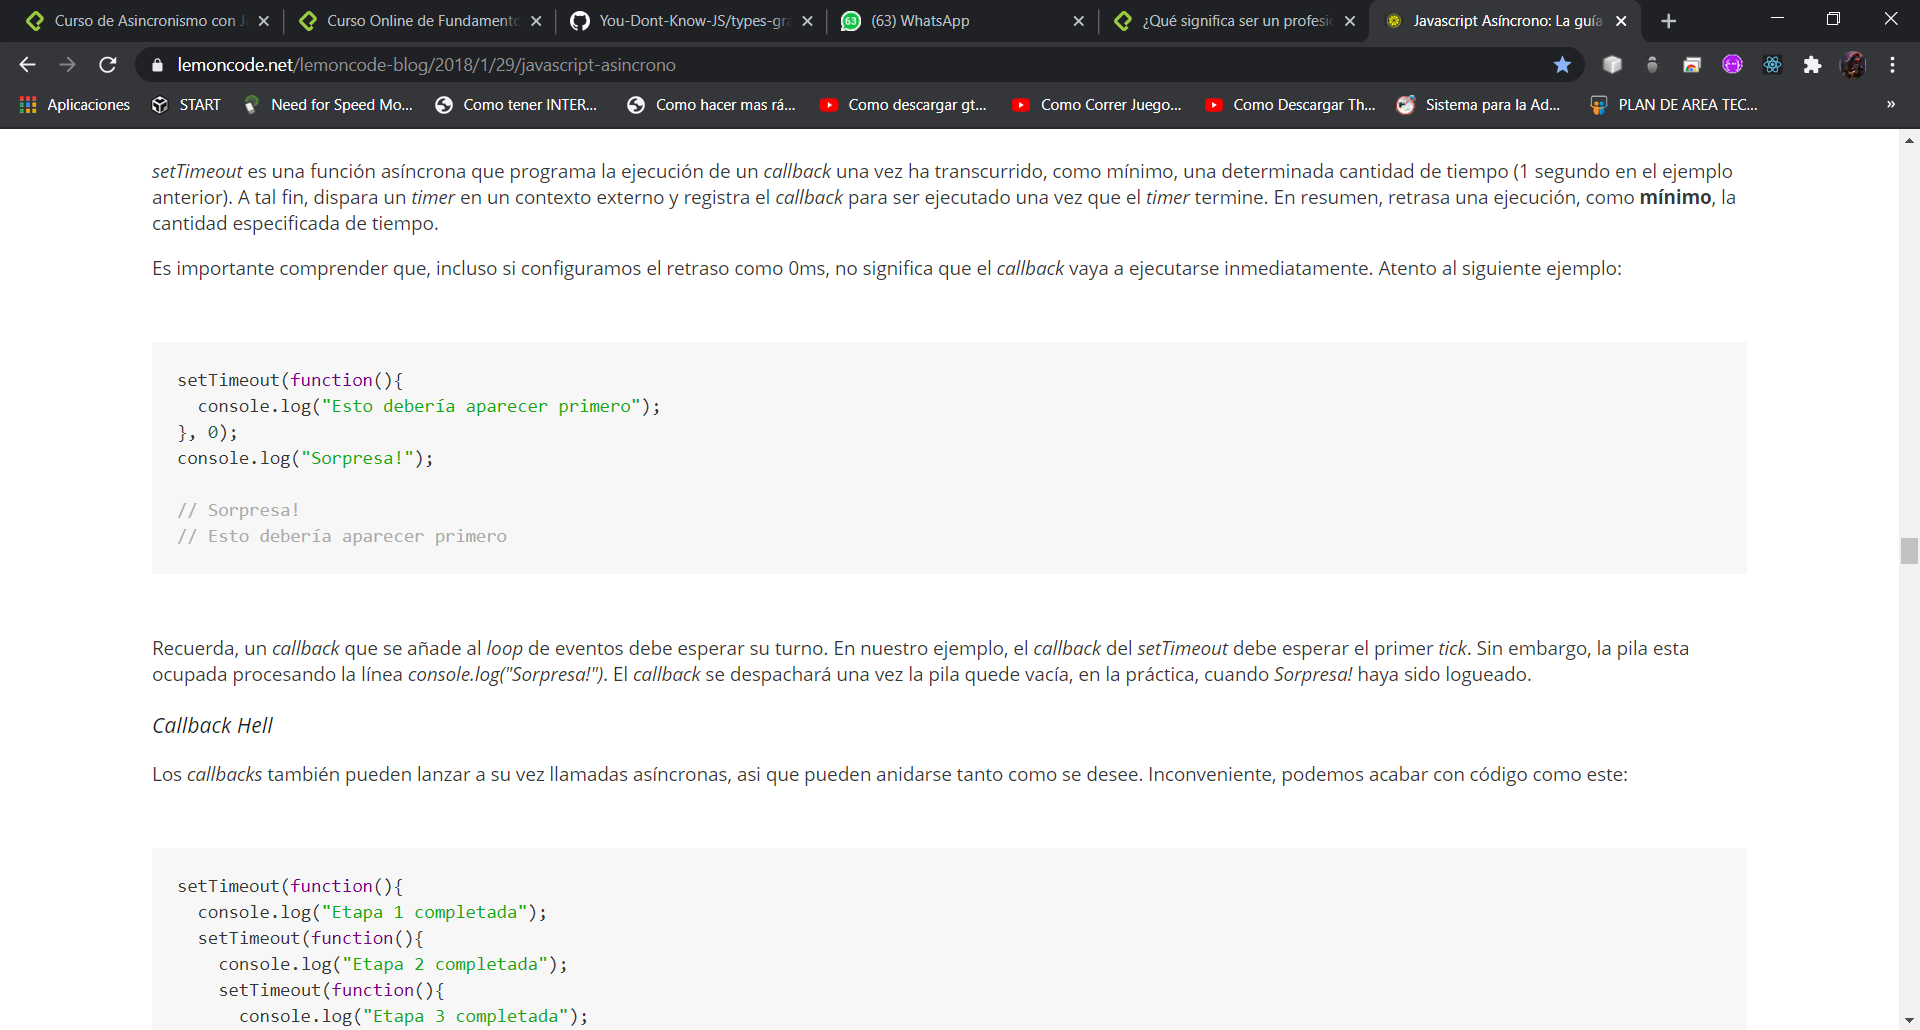 Curso de Asincronismo con J
Curso Online de Fundamento
You-Dont-Know-JS/types-gra
(63) WhatsApp
¿Qué significa ser un profesio
Javascript Asíncrono: La guía
lemoncode.net/lemoncode-blog/2018/1/29/javascript-asincrono
Aplicaciones
START
Need for Speed Mo...
Como tener INTER...
Como hacer mas rá...
Como descargar gt...
Como Correr Juego...
Como Descargar Th...
Sistema para la Ad...
PLAN DE AREA TEC...
»
setTimeout es una función asíncrona que programa la ejecución de un callback una vez ha transcurrido, como mínimo, una determinada cantidad de tiempo (1 segundo en el ejemplo
anterior). A tal fin, dispara un timer en un contexto externo y registra el callback para ser ejecutado una vez que el timer termine. En resumen, retrasa una ejecución, como mínimo, la
cantidad especificada de tiempo.
Es importante comprender que, incluso si configuramos el retraso como 0ms, no significa que el callback vaya a ejecutarse inmediatamente. Atento al siguiente ejemplo:
setTimeout(function(){
  console.log("Esto debería aparecer primero");
}, 0);
console.log("Sorpresa!");
// Sorpresa!
// Esto debería aparecer primero
Recuerda, un callback que se añade al loop de eventos debe esperar su turno. En nuestro ejemplo, el callback del setTimeout debe esperar el primer tick. Sin embargo, la pila esta
ocupada procesando la línea console.log("Sorpresa!"). El callback se despachará una vez la pila quede vacía, en la práctica, cuando Sorpresa! haya sido logueado.
Callback Hell
Los callbacks también pueden lanzar a su vez llamadas asíncronas, asi que pueden anidarse tanto como se desee. Inconveniente, podemos acabar con código como este:
setTimeout(function(){
  console.log("Etapa 1 completada");
  setTimeout(function(){
    console.log("Etapa 2 completada");
    setTimeout(function(){
      console.log("Etapa 3 completada");